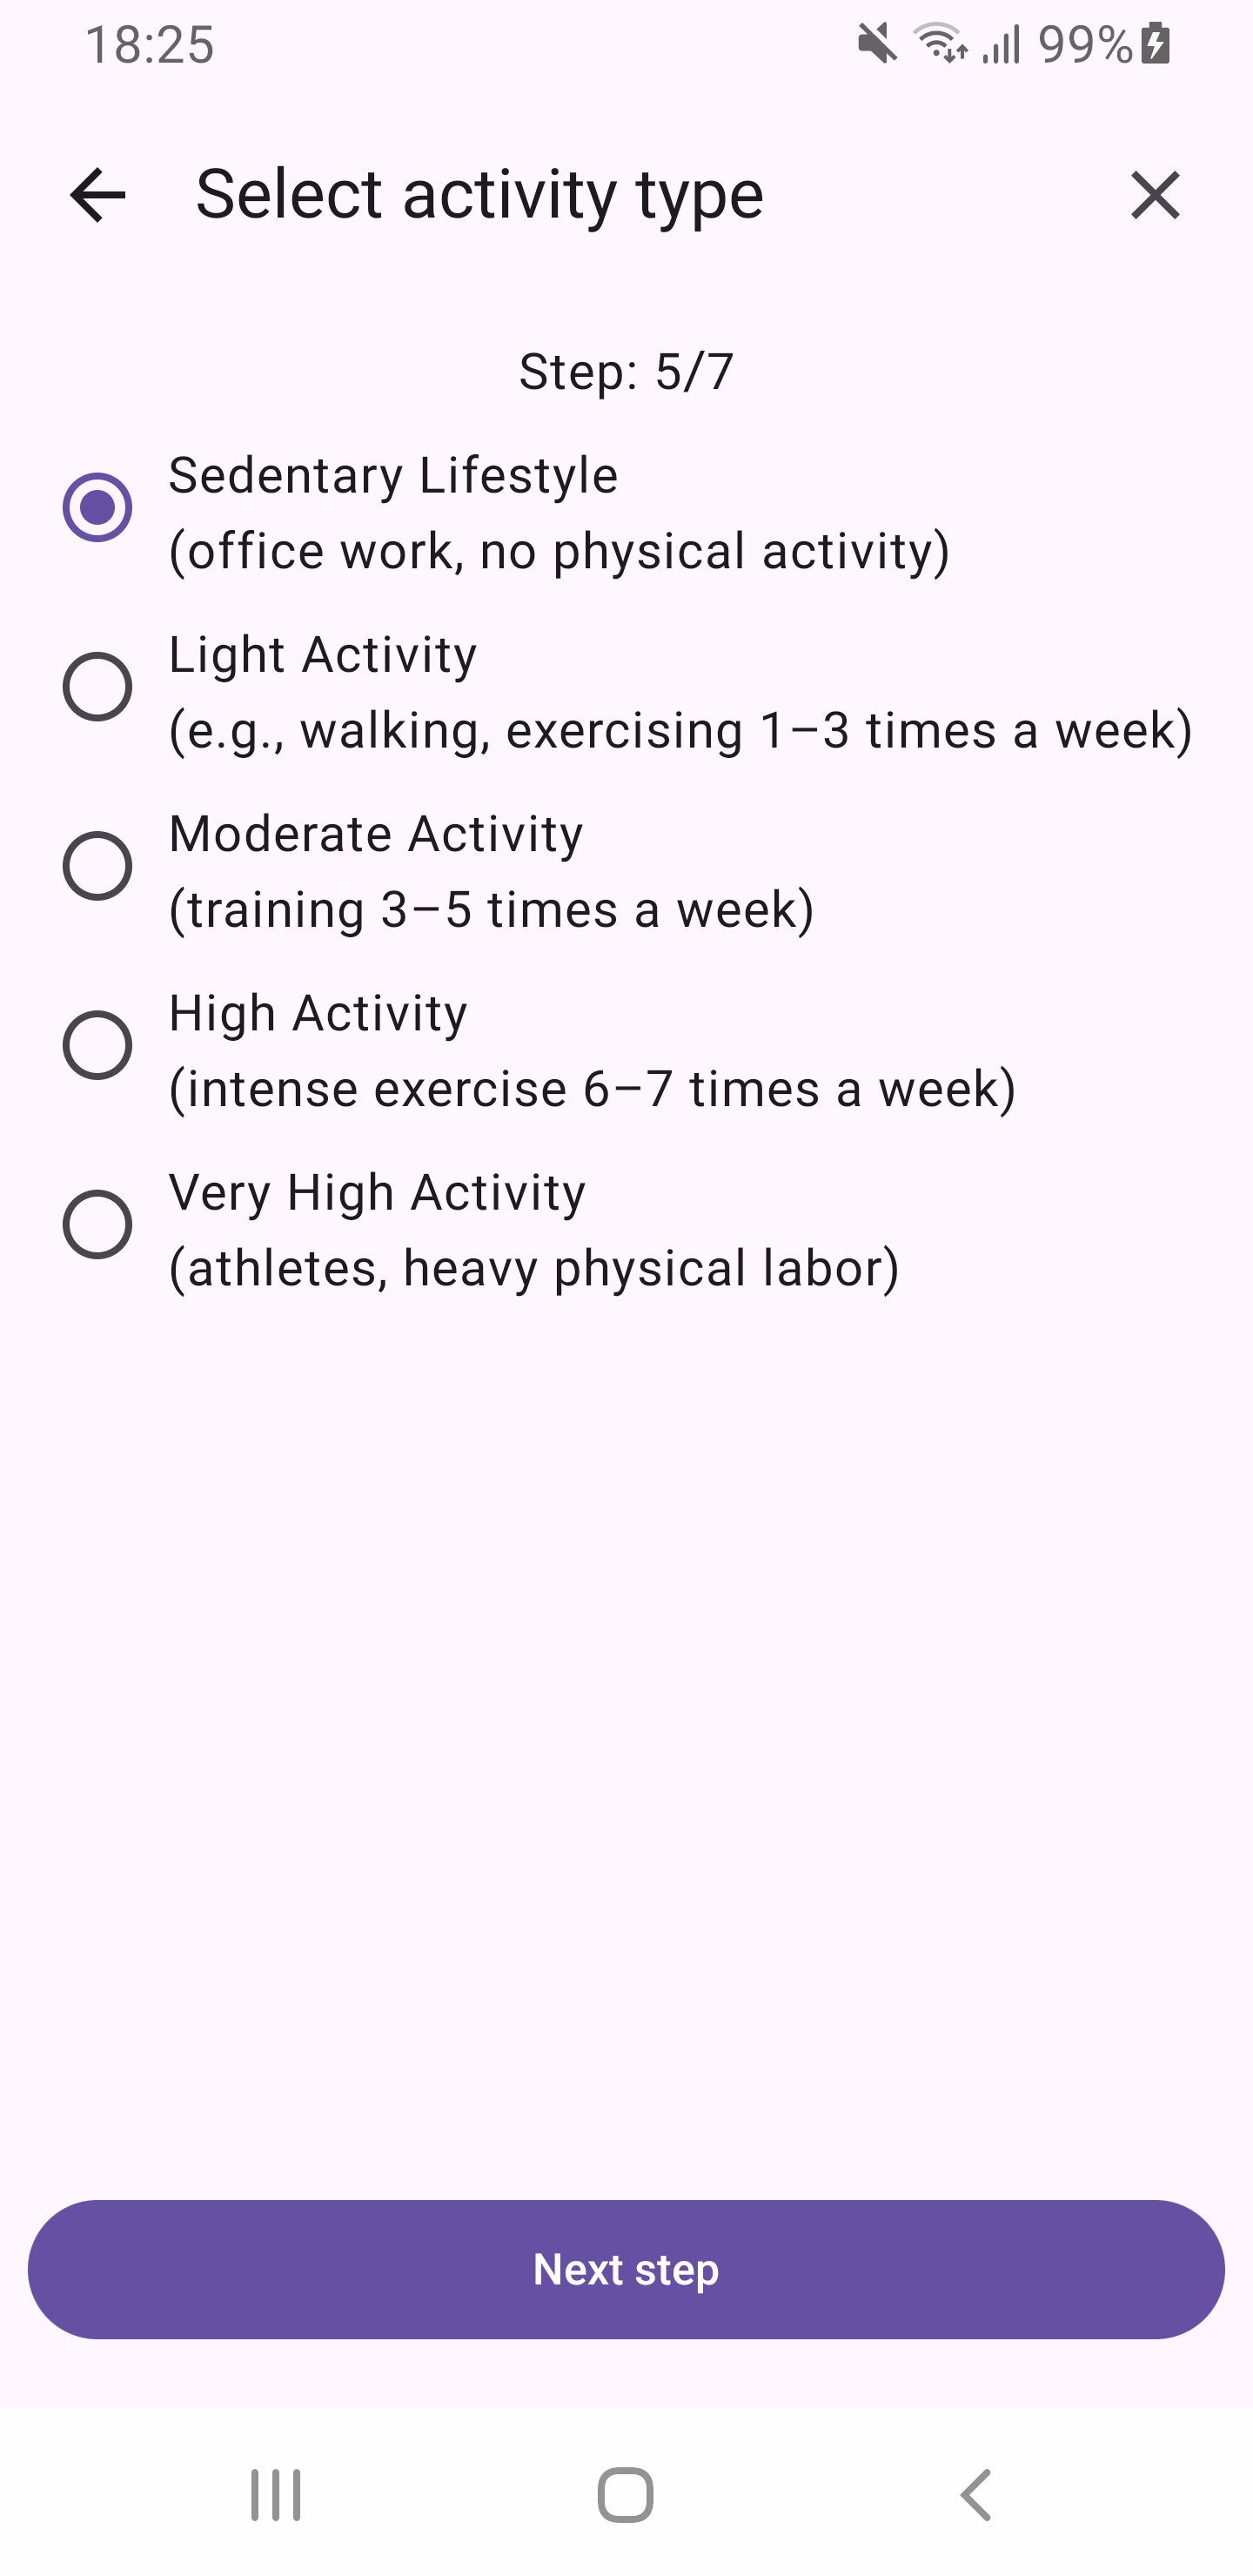 18:25
99%
Select activity type
Step: 5/7
Sedentary Lifestyle
(office work, no physical activity)
Light Activity
(e.g., walking, exercising 1–3 times a week)
Moderate Activity
(training 3–5 times a week)
High Activity
(intense exercise 6–7 times a week)
Very High Activity
(athletes, heavy physical labor)
Next step